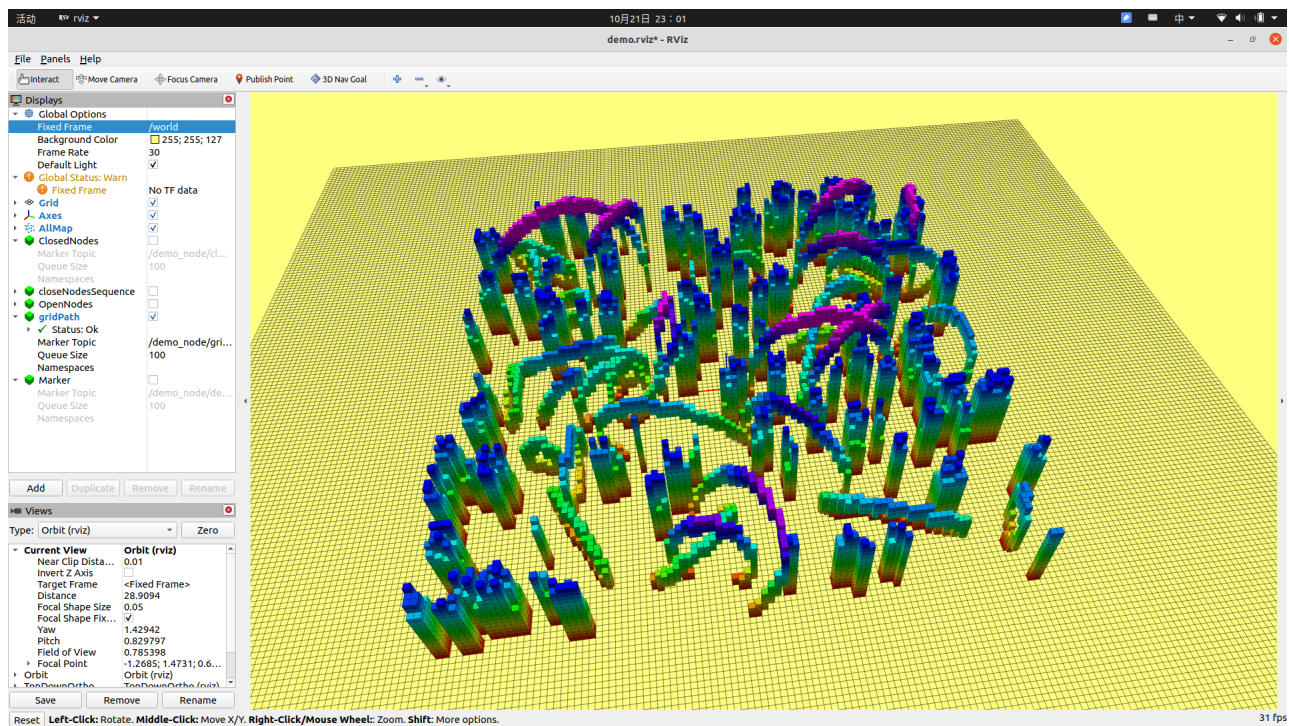 活动 rviz 10月21日 23：01 中
demo.rviz* - RViz
File Panels Help
Interact Move Camera Focus Camera Publish Point 3D Nav Goal
Displays
Global Options
Fixed Frame /world
Background Color 255; 255; 127
Frame Rate 30
Default Light
Global Status: Warn
Fixed Frame No TF data
Grid
Axes
AllMap
ClosedNodes
Marker Topic /demo_node/cl...
Queue Size 100
Namespaces
closeNodesSequence
OpenNodes
gridPath
Status: Ok
Marker Topic /demo_node/gri...
Queue Size 100
Namespaces
Marker
Marker Topic /demo_node/de...
Queue Size 100
Namespaces
Add Duplicate Remove Rename
Views
Type: Orbit (rviz) Zero
Current View Orbit (rviz)
Near Clip Dista... 0.01
Invert Z Axis
Target Frame <Fixed Frame>
Distance 28.9094
Focal Shape Size 0.05
Focal Shape Fix...
Yaw 1.42942
Pitch 0.829797
Field of View 0.785398
Focal Point -1.2685; 1.4731; 0.6...
Orbit Orbit (rviz)
TopDownOrtho TopDownOrtho (rviz)
Save Remove Rename
Reset Left-Click: Rotate. Middle-Click: Move X/Y. Right-Click/Mouse Wheel:: Zoom. Shift: More options. 31 fps